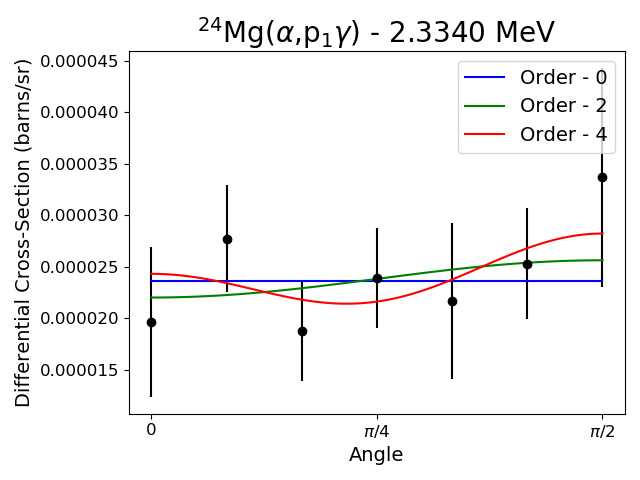 ²⁴Mg(α,p₁γ) - 2.3340 MeV
Differential Cross-Section (barns/sr)
0.000045
0.000040
0.000035
0.000030
0.000025
0.000020
0.000015
Order - 0
Order - 2
Order - 4
0
π/4
π/2
Angle